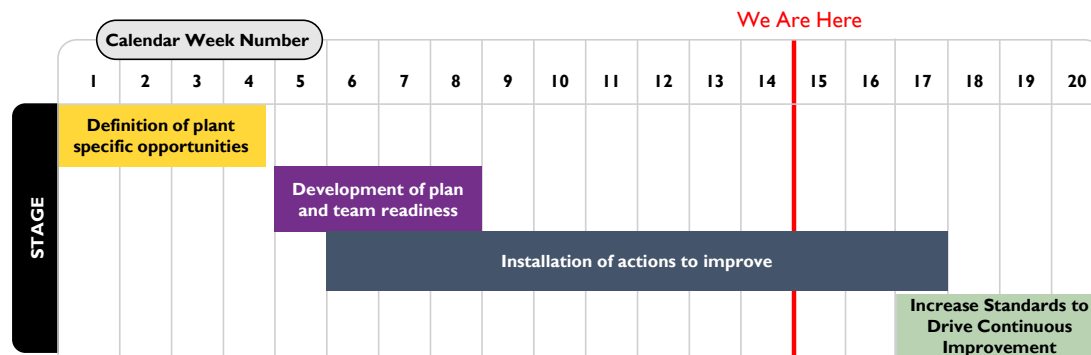 We Are Here
Calendar Week Number
1 2 3 4 5 6 7 8 9 10 11 12 13 14 15 16 17 18 19 20
STAGE
Definition of plant
specific opportunities
Development of plan
and team readiness
Installation of actions to improve
Increase Standards to
Drive Continuous
Improvement